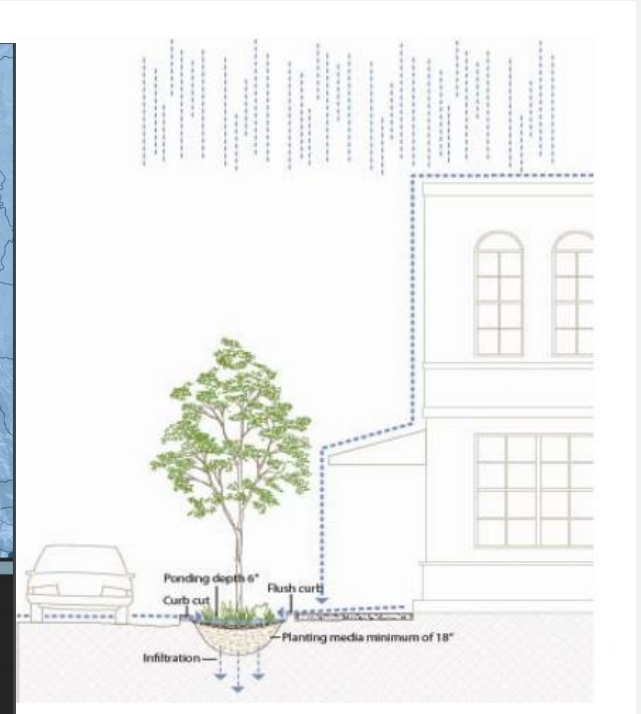 Ponding depth 6"
Flush curb
Curb cut
Planting media minimum of 18"
Infiltration